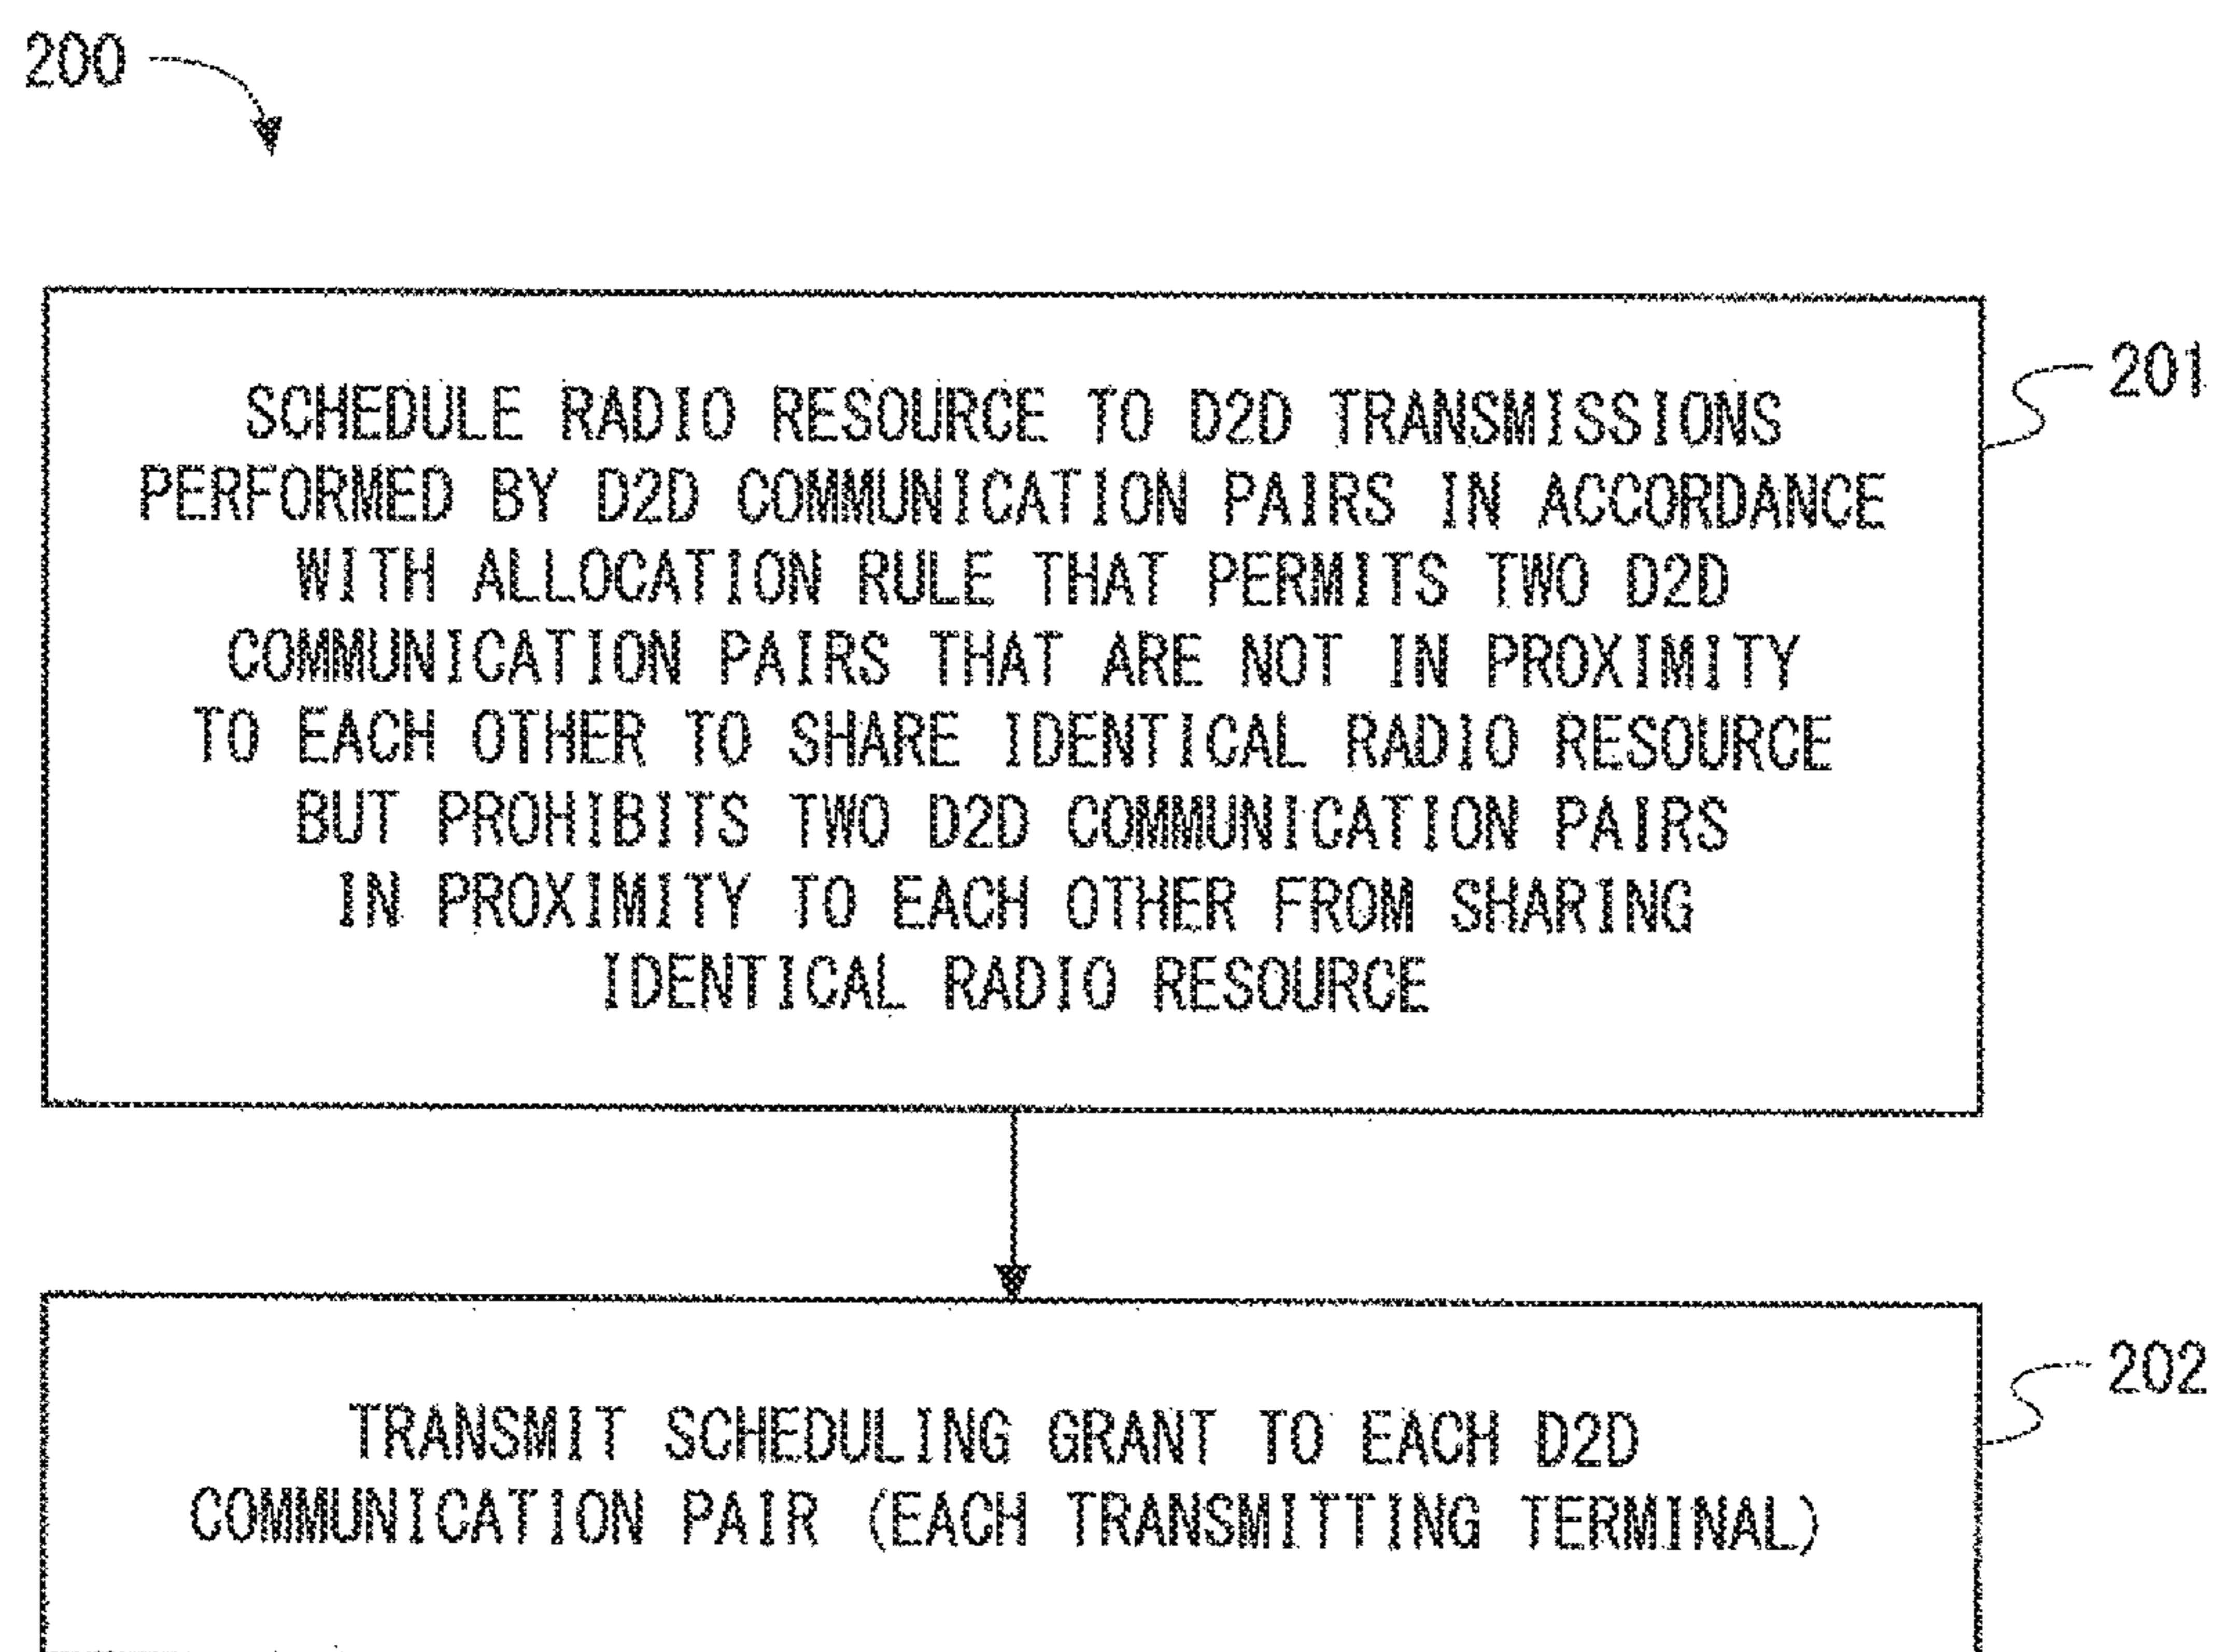 200
SCHEDULE RADIO RESOURCE TO D2D TRANSMISSIONS
PERFORMED BY D2D COMMUNICATION PAIRS IN ACCORDANCE
WITH ALLOCATION RULE THAT PERMITS TWO D2D
COMMUNICATION PAIRS THAT ARE NOT IN PROXIMITY
TO EACH OTHER TO SHARE IDENTICAL RADIO RESOURCE
BUT PROHIBITS TWO D2D COMMUNICATION PAIRS
IN PROXIMITY TO EACH OTHER FROM SHARING
IDENTICAL RADIO RESOURCE
201
TRANSMIT SCHEDULING GRANT TO EACH D2D
COMMUNICATION PAIR (EACH TRANSMITTING TERMINAL)
202